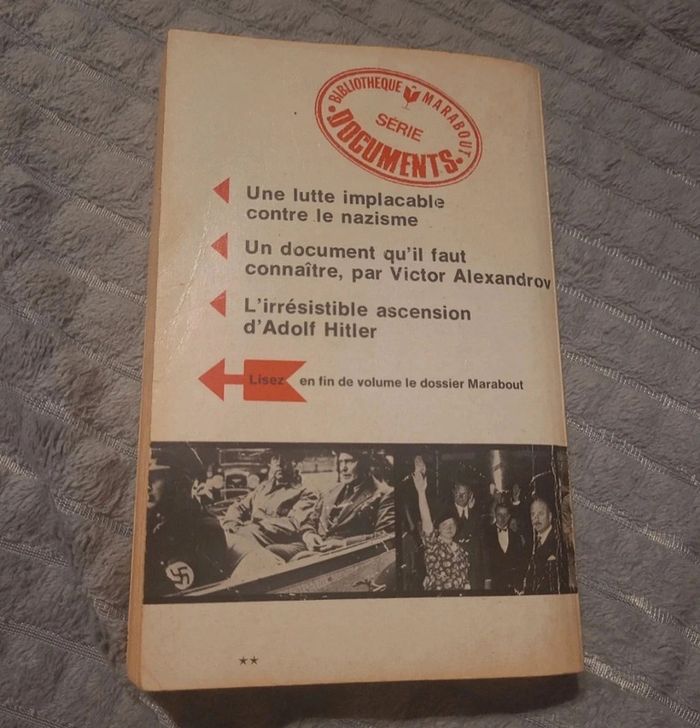 • BIBLIOTHEQUE MARABOUT •
SÉRIE
DOCUMENTS
Une lutte implacable
contre le nazisme
Un document qu'il faut
connaître, par Victor Alexandrov
L'irrésistible ascension
d'Adolf Hitler
Lisez en fin de volume le dossier Marabout
★★